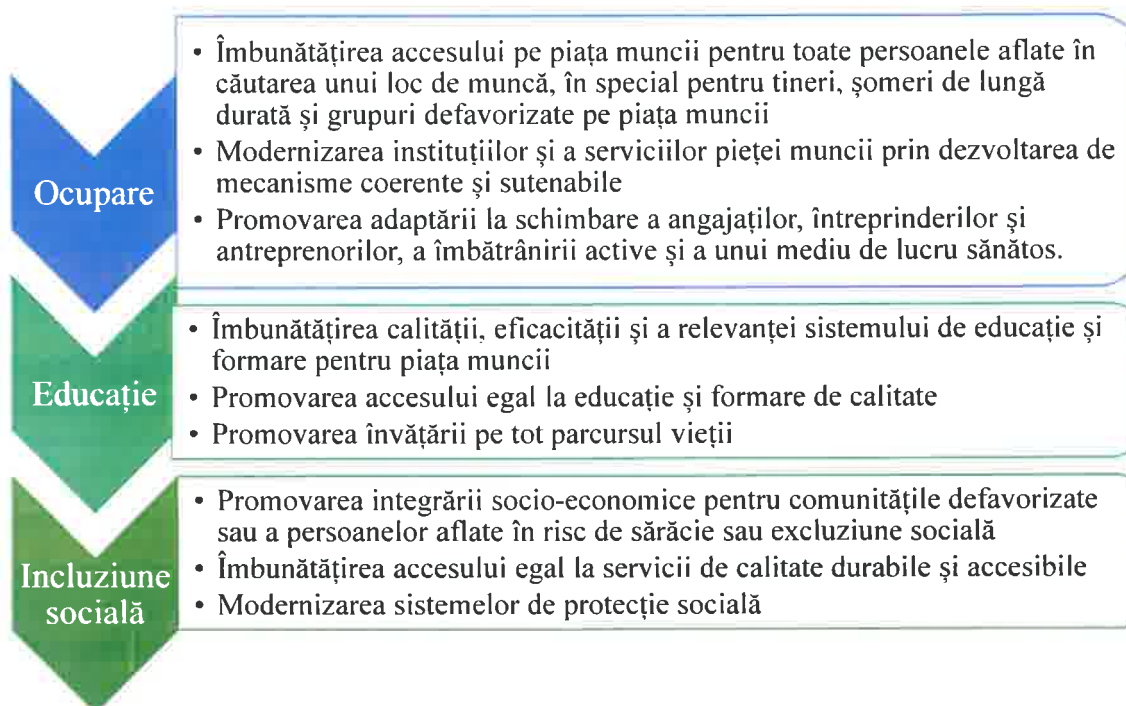 Ocupare
• Îmbunătățirea accesului pe piața muncii pentru toate persoanele aflate în
căutarea unui loc de muncă, în special pentru tineri, șomeri de lungă
durată și grupuri defavorizate pe piața muncii
• Modernizarea instituțiilor și a serviciilor pieței muncii prin dezvoltarea de
mecanisme coerente și sutenabile
• Promovarea adaptării la schimbare a angajaților, întreprinderilor și
antreprenorilor, a îmbătrânirii active și a unui mediu de lucru sănătos.
Educație
• Îmbunătățirea calității, eficacității și a relevanței sistemului de educație și
formare pentru piața muncii
• Promovarea accesului egal la educație și formare de calitate
• Promovarea învățării pe tot parcursul vieții
Incluziune
socială
• Promovarea integrării socio-economice pentru comunitățile defavorizate
sau a persoanelor aflate în risc de sărăcie sau excluziune socială
• Îmbunătățirea accesului egal la servicii de calitate durabile și accesibile
• Modernizarea sistemelor de protecție socială